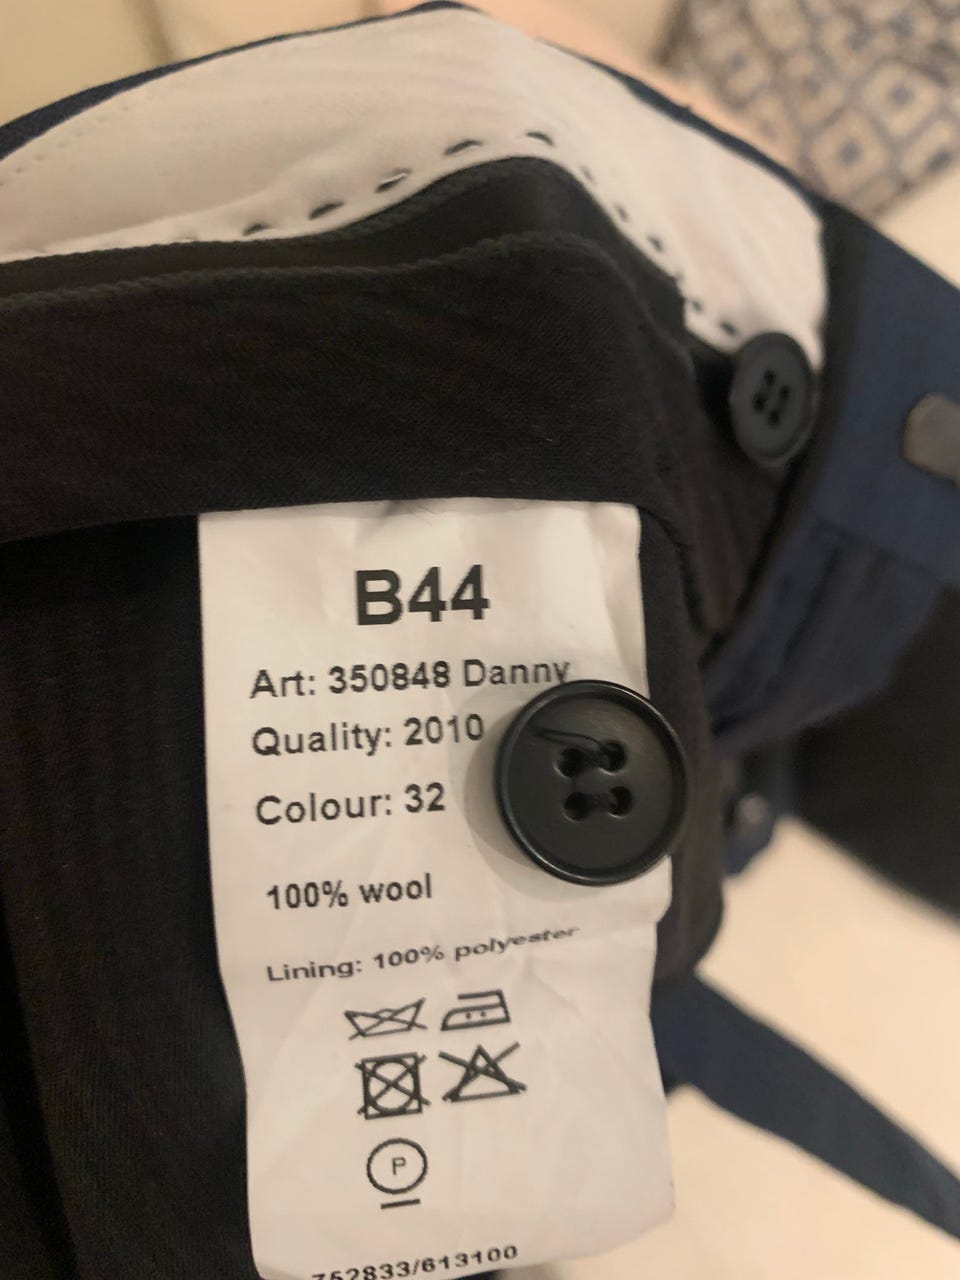 B44
Art: 350848 Danny
Quality: 2010
Colour: 32
100% wool
Lining: 100% polyester
P
752833/613100